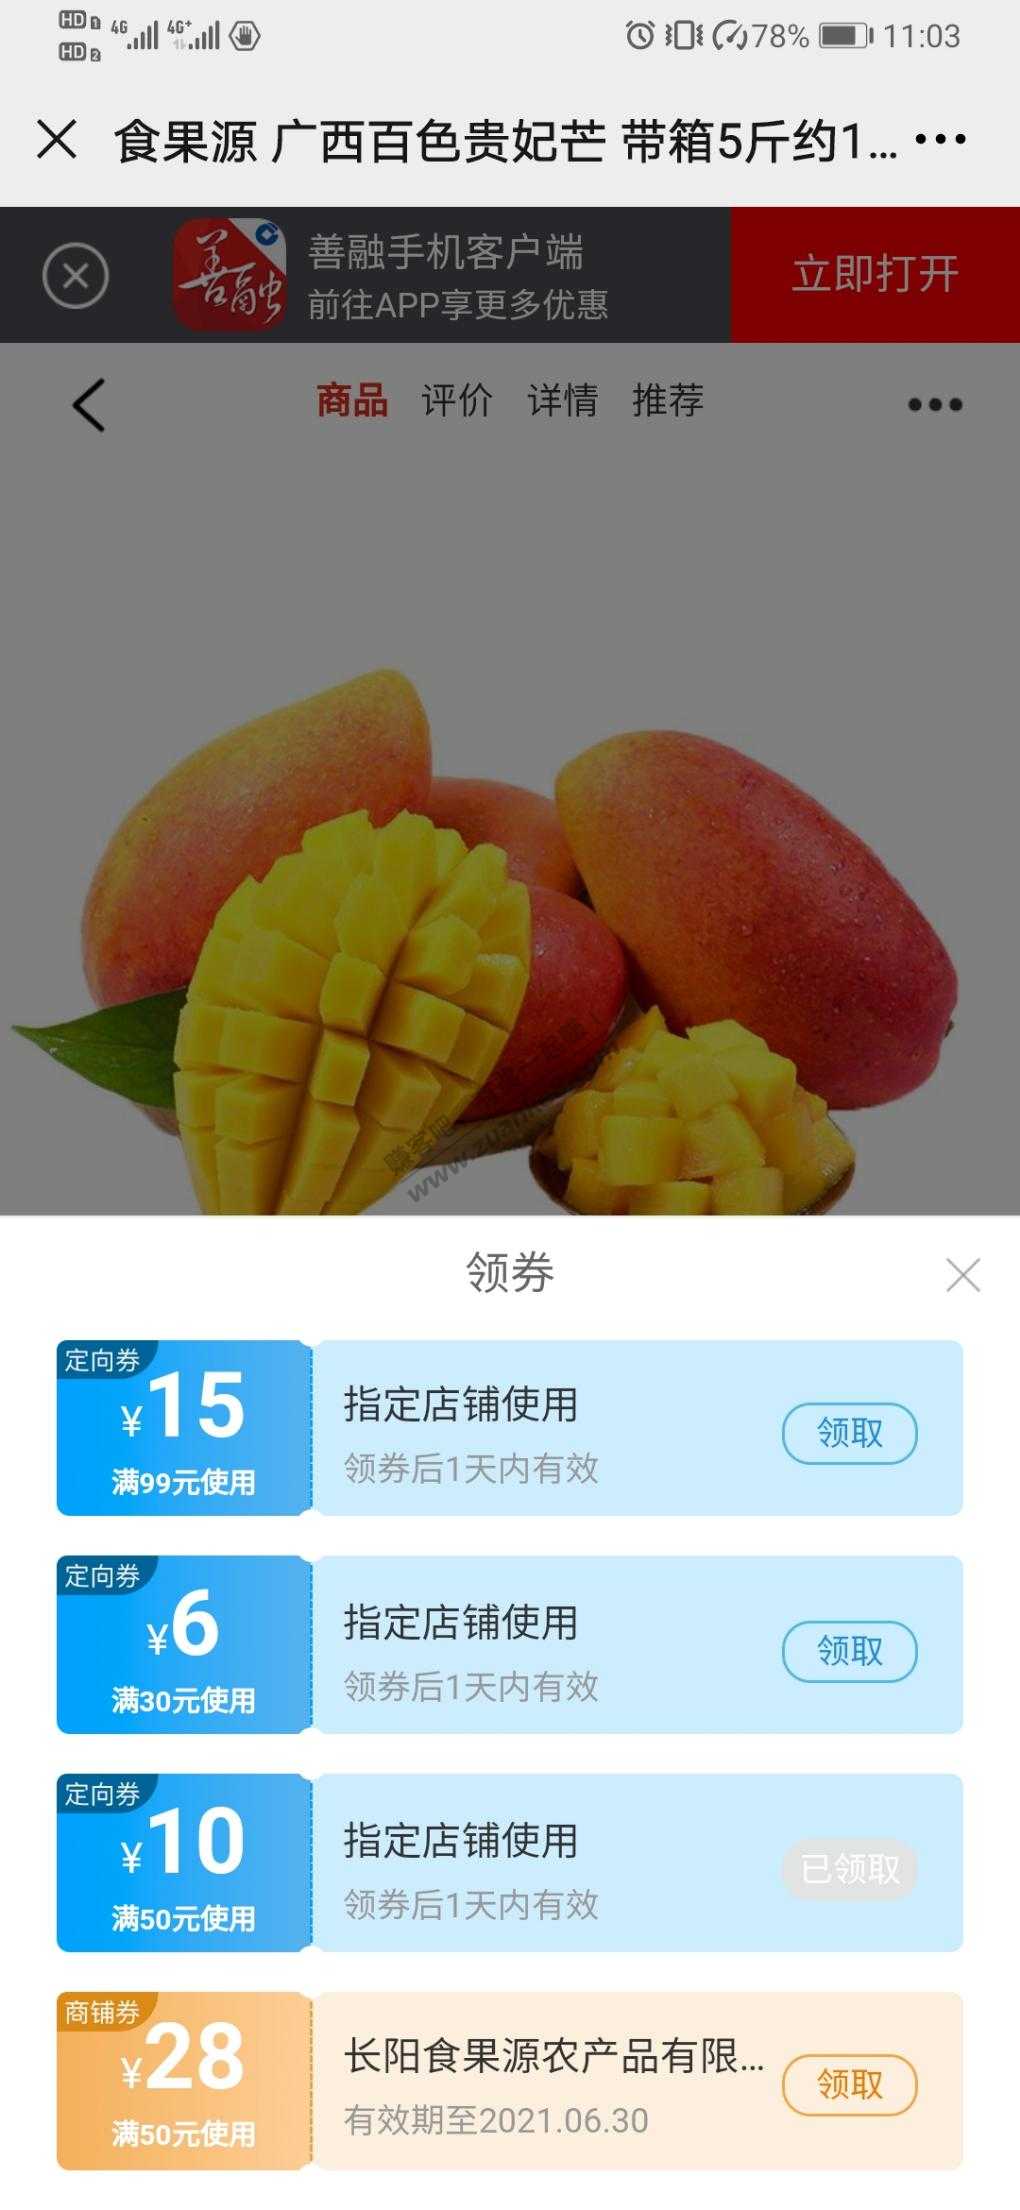 HD 1 4G 4G+ 78% 11:03
HD 2
食果源 广西百色贵妃芒 带箱5斤约1...
善融
善融手机客户端
前往APP享更多优惠
立即打开
商品 评价 详情 推荐
赚客吧
领券
定向券
¥15
满99元使用
指定店铺使用
领券后1天内有效
领取
定向券
¥6
满30元使用
指定店铺使用
领券后1天内有效
领取
定向券
¥10
满50元使用
指定店铺使用
领券后1天内有效
已领取
商铺券
¥28
满50元使用
长阳食果源农产品有限...
有效期至2021.06.30
领取